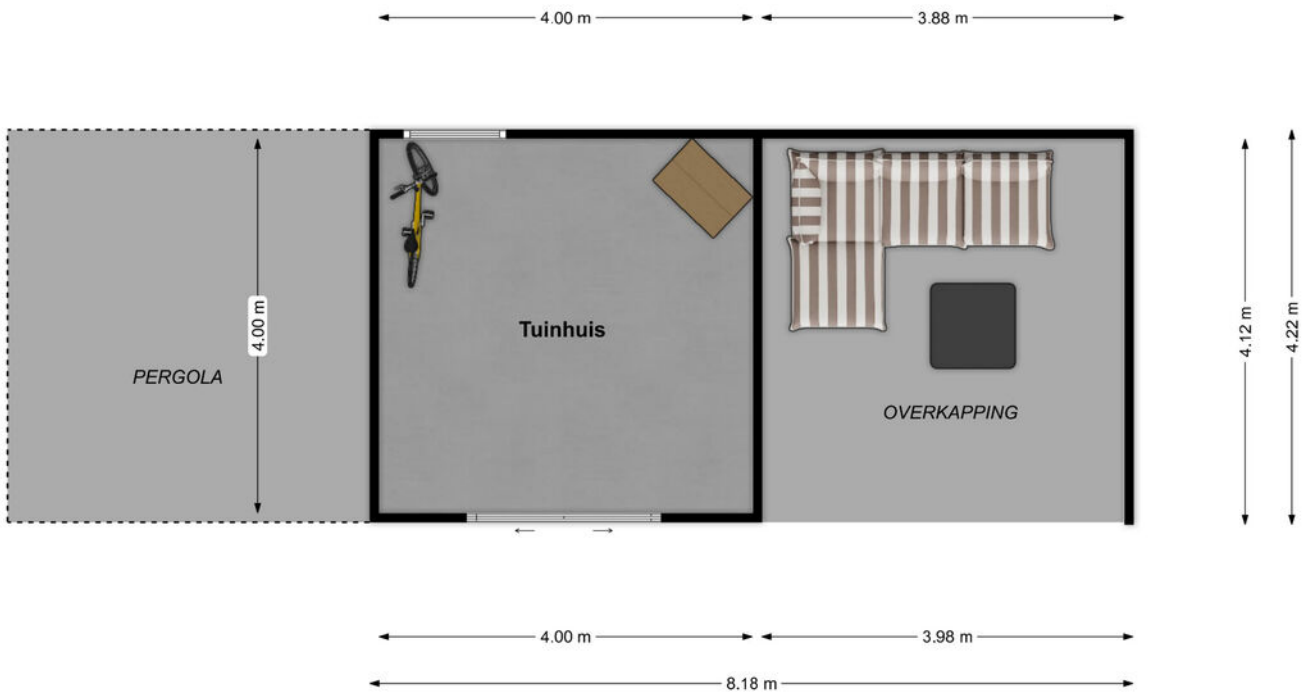 4.00 m
3.88 m
4.00 m
4.12 m
4.22 m
Tuinhuis
PERGOLA
OVERKAPPING
4.00 m
3.98 m
8.18 m